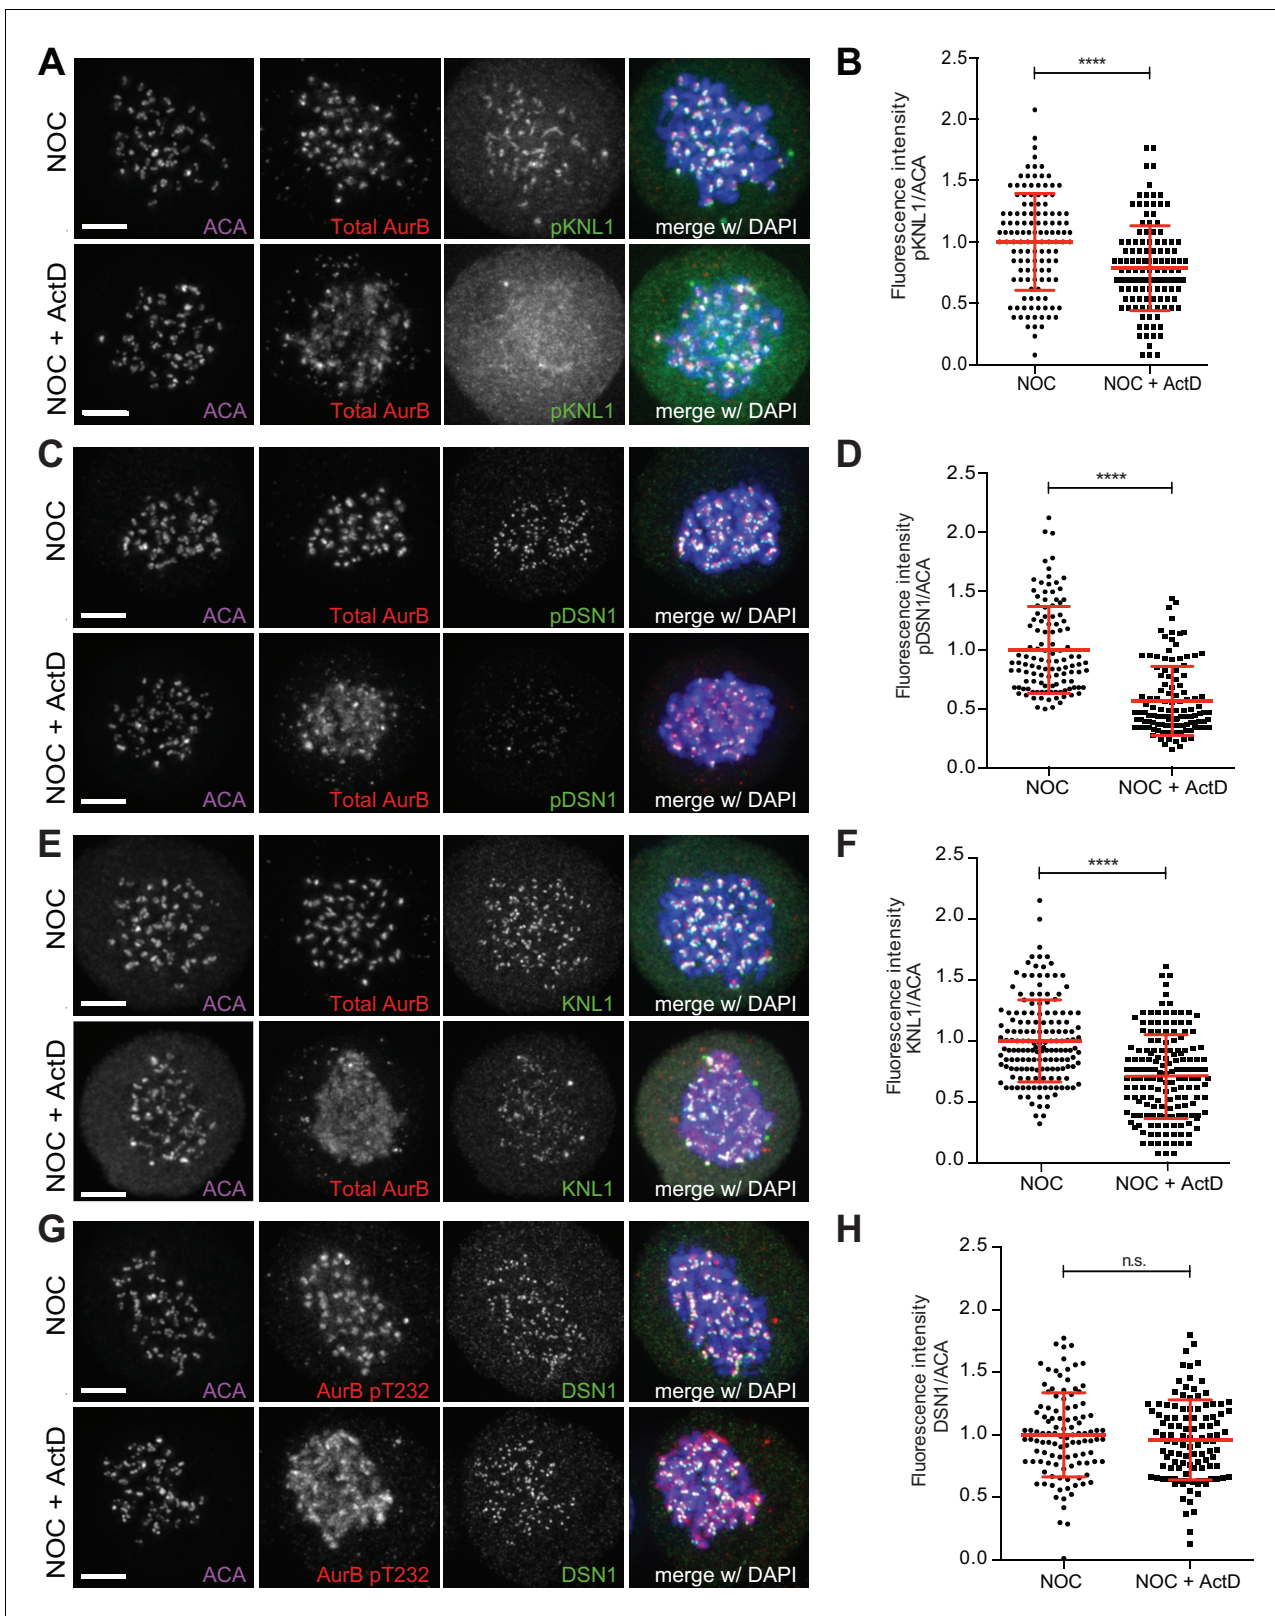 A
NOC
ACA
Total AurB
pKNL1
merge w/ DAPI
NOC + ActD
ACA
Total AurB
pKNL1
merge w/ DAPI
B
Fluorescence intensity
pKNL1/ACA
2.5
2.0
1.5
1.0
0.5
0.0
****
NOC
NOC + ActD
C
NOC
ACA
Total AurB
pDSN1
merge w/ DAPI
NOC + ActD
ACA
Total AurB
pDSN1
merge w/ DAPI
D
Fluorescence intensity
pDSN1/ACA
2.5
2.0
1.5
1.0
0.5
0.0
****
NOC
NOC + ActD
E
NOC
ACA
Total AurB
KNL1
merge w/ DAPI
NOC + ActD
ACA
Total AurB
KNL1
merge w/ DAPI
F
Fluorescence intensity
KNL1/ACA
2.5
2.0
1.5
1.0
0.5
0.0
****
NOC
NOC + ActD
G
NOC
ACA
AurB pT232
DSN1
merge w/ DAPI
NOC + ActD
ACA
AurB pT232
DSN1
merge w/ DAPI
H
Fluorescence intensity
DSN1/ACA
2.5
2.0
1.5
1.0
0.5
0.0
n.s.
NOC
NOC + ActD